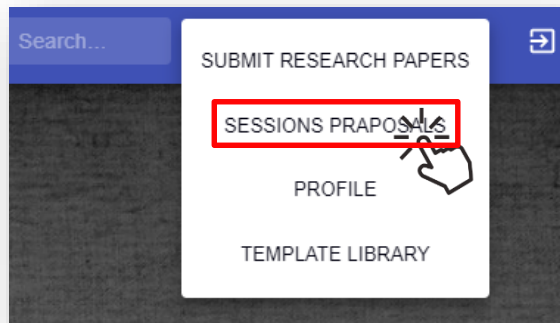 Search...
SUBMIT RESEARCH PAPERS
SESSIONS PRAPOSALS
PROFILE
TEMPLATE LIBRARY